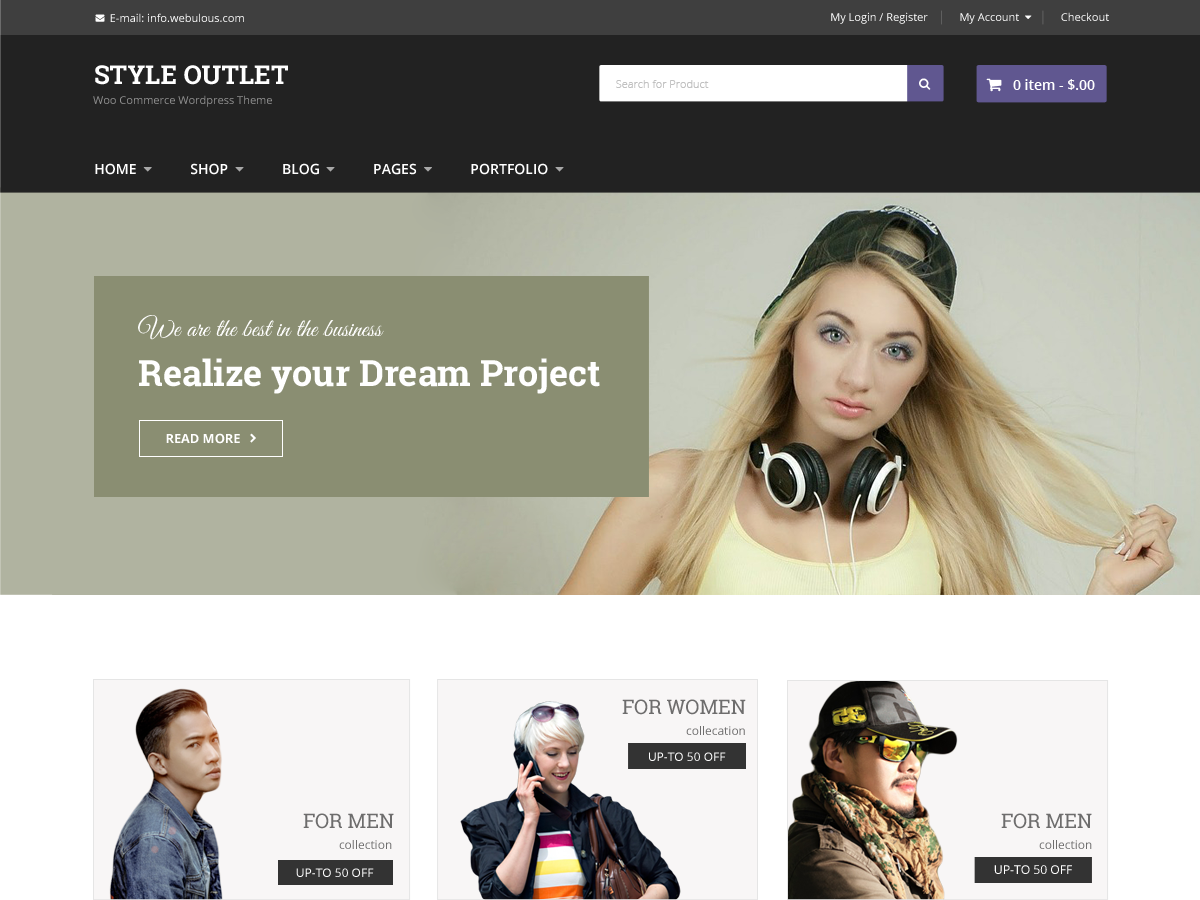 E-mail: info.webulous.com
My Login / Register
My Account
Checkout
STYLE OUTLET
Woo Commerce Wordpress Theme
Search for Product
0 item - $.00
HOME
SHOP
BLOG
PAGES
PORTFOLIO
We are the best in the business
Realize your Dream Project
READ MORE
FOR MEN
collection
UP-TO 50 OFF
FOR WOMEN
collecation
UP-TO 50 OFF
FOR MEN
collection
UP-TO 50 OFF